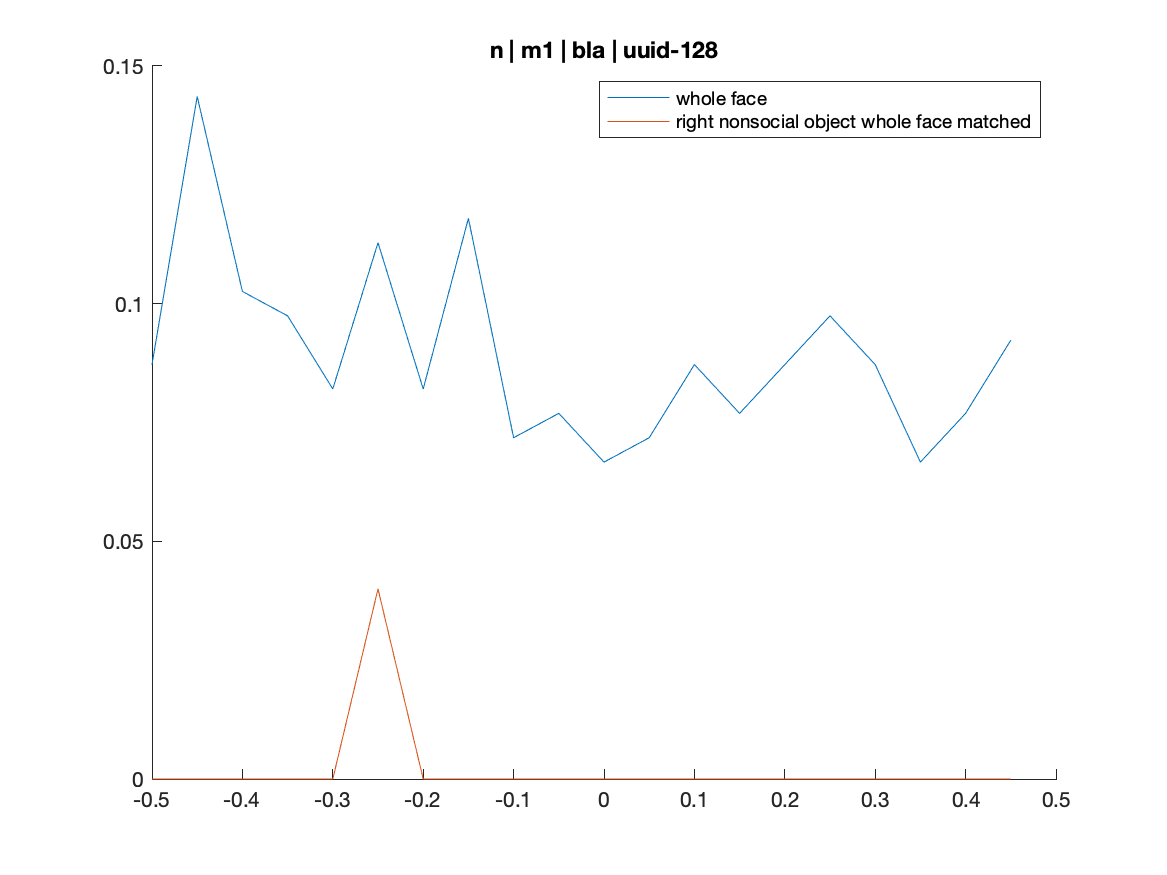 n | m1 | bla | uuid-128
0.15
whole face
right nonsocial object whole face matched
0.1
0.05
0
-0.5 -0.4 -0.3 -0.2 -0.1 0 0.1 0.2 0.3 0.4 0.5